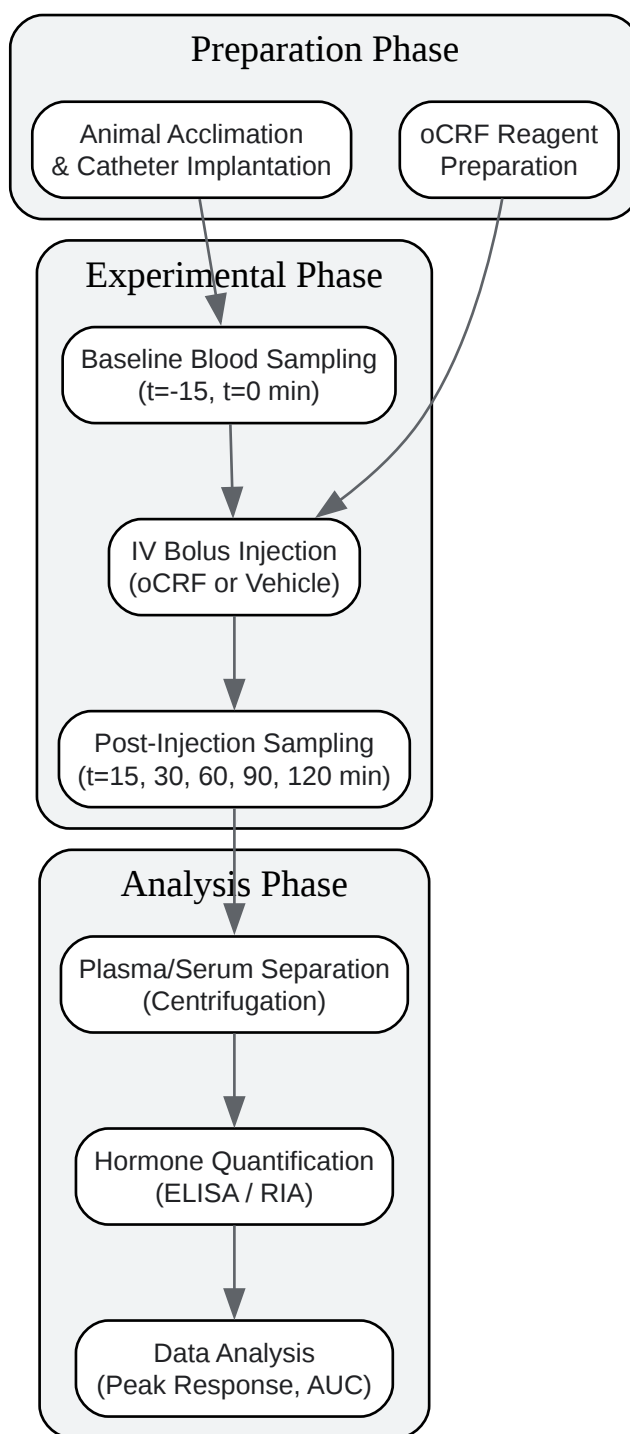 Preparation Phase
Animal Acclimation
& Catheter Implantation
oCRF Reagent
Preparation
Experimental Phase
Baseline Blood Sampling
(t=-15, t=0 min)
IV Bolus Injection
(oCRF or Vehicle)
Post-Injection Sampling
(t=15, 30, 60, 90, 120 min)
Analysis Phase
Plasma/Serum Separation
(Centrifugation)
Hormone Quantification
(ELISA / RIA)
Data Analysis
(Peak Response, AUC)